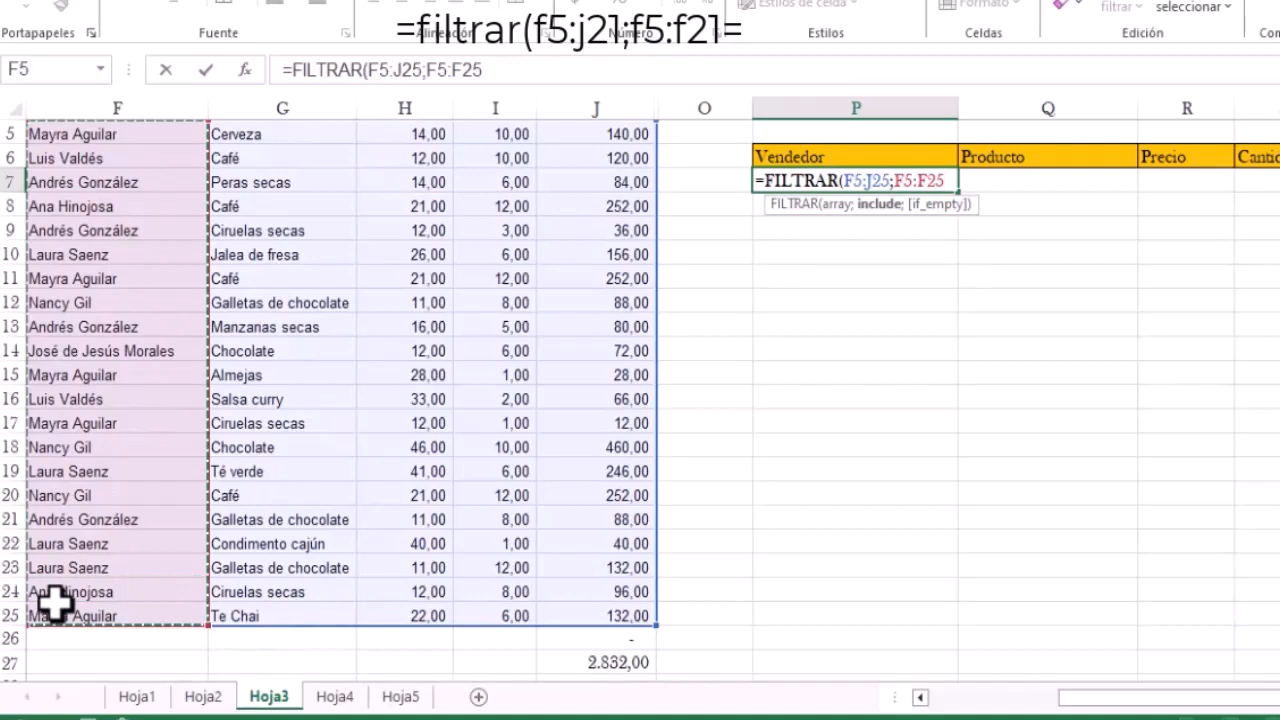 Estilos de celda
Formato
filtrar
seleccionar
Portapapeles
Fuente
Alineación
Número
Estilos
Celdas
Edición
=filtrar(f5:j21;f5:f21=
F5
fx
=FILTRAR(F5:J25;F5:F25
F G H I J O P Q R
5 Mayra Aguilar Cerveza 14,00 10,00 140,00
6 Luis Valdés Café 12,00 10,00 120,00 Vendedor Producto Precio
7 Andrés González Peras secas 14,00 6,00 84,00 =FILTRAR(F5:J25;F5:F25
8 Ana Hinojosa Café 21,00 12,00 252,00 FILTRAR(array; include; [if_empty])
9 Andrés González Ciruelas secas 12,00 3,00 36,00
10 Laura Saenz Jalea de fresa 26,00 6,00 156,00
11 Mayra Aguilar Café 21,00 12,00 252,00
12 Nancy Gil Galletas de chocolate 11,00 8,00 88,00
13 Andrés González Manzanas secas 16,00 5,00 80,00
14 José de Jesús Morales Chocolate 12,00 6,00 72,00
15 Mayra Aguilar Almejas 28,00 1,00 28,00
16 Luis Valdés Salsa curry 33,00 2,00 66,00
17 Mayra Aguilar Ciruelas secas 12,00 1,00 12,00
18 Nancy Gil Chocolate 46,00 10,00 460,00
19 Laura Saenz Té verde 41,00 6,00 246,00
20 Nancy Gil Café 21,00 12,00 252,00
21 Andrés González Galletas de chocolate 11,00 8,00 88,00
22 Laura Saenz Condimento cajún 40,00 1,00 40,00
23 Laura Saenz Galletas de chocolate 11,00 12,00 132,00
24 Hinojosa Ciruelas secas 12,00 8,00 96,00
25 Aguilar Te Chai 22,00 6,00 132,00
26 -
27 2.832,00
Hoja1 Hoja2 Hoja3 Hoja4 Hoja5